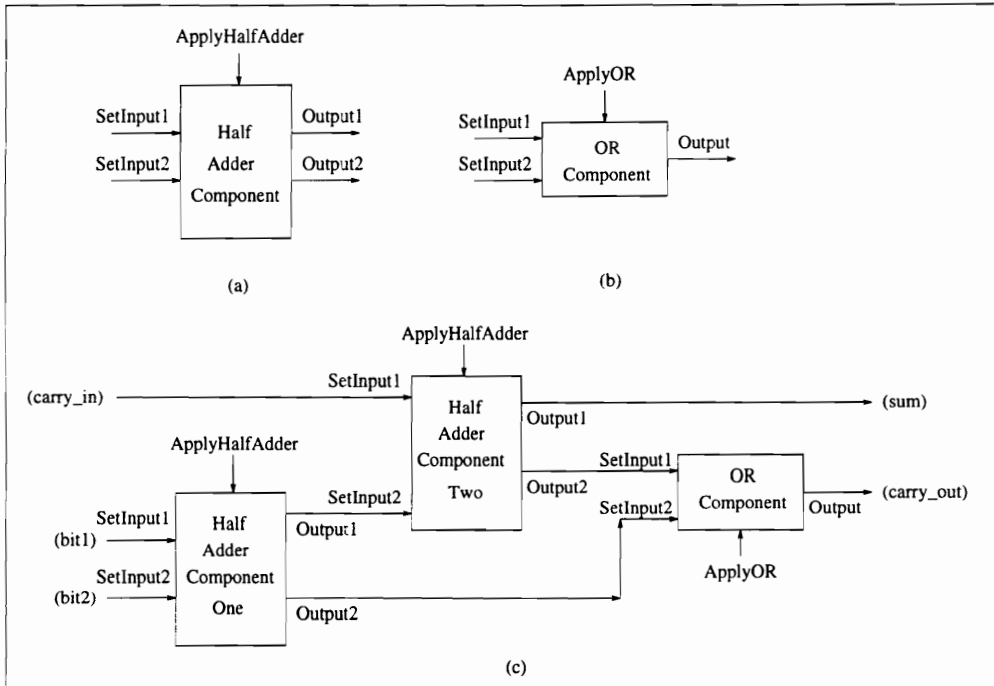 ApplyHalfAdder
SetInput1
SetInput2
Half
Adder
Component
Output1
Output2
(a)
ApplyOR
SetInput1
SetInput2
OR
Component
Output
(b)
ApplyHalfAdder
(carry_in)
SetInput1
Half
Adder
Component
Two
Output1
(sum)
ApplyHalfAdder
SetInput1
(bit1)
SetInput2
(bit2)
Half
Adder
Component
One
SetInput2
Output1
Output2
Output2
SetInput1
SetInput2
OR
Component
Output
(carry_out)
ApplyOR
(c)